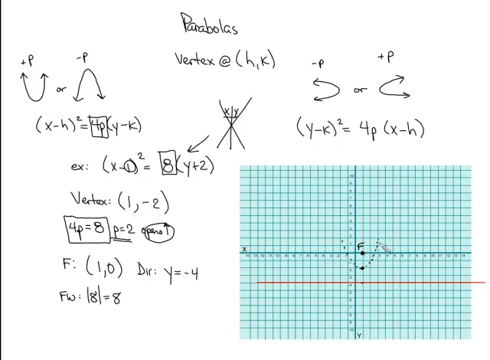 Parabolas
Vertex @ (h, k)
+P
-P
or
-P
+P
or
(x-h)² = 4p(y-k)
x | y
(y-k)² = 4p(x-h)
ex: (x-1)² = 8(y+2)
Vertex: (1, -2)
4p=8 p=2 opens ↑
F: (1, 0) Dir: y=-4
FW: |8| = 8
F
X
Y